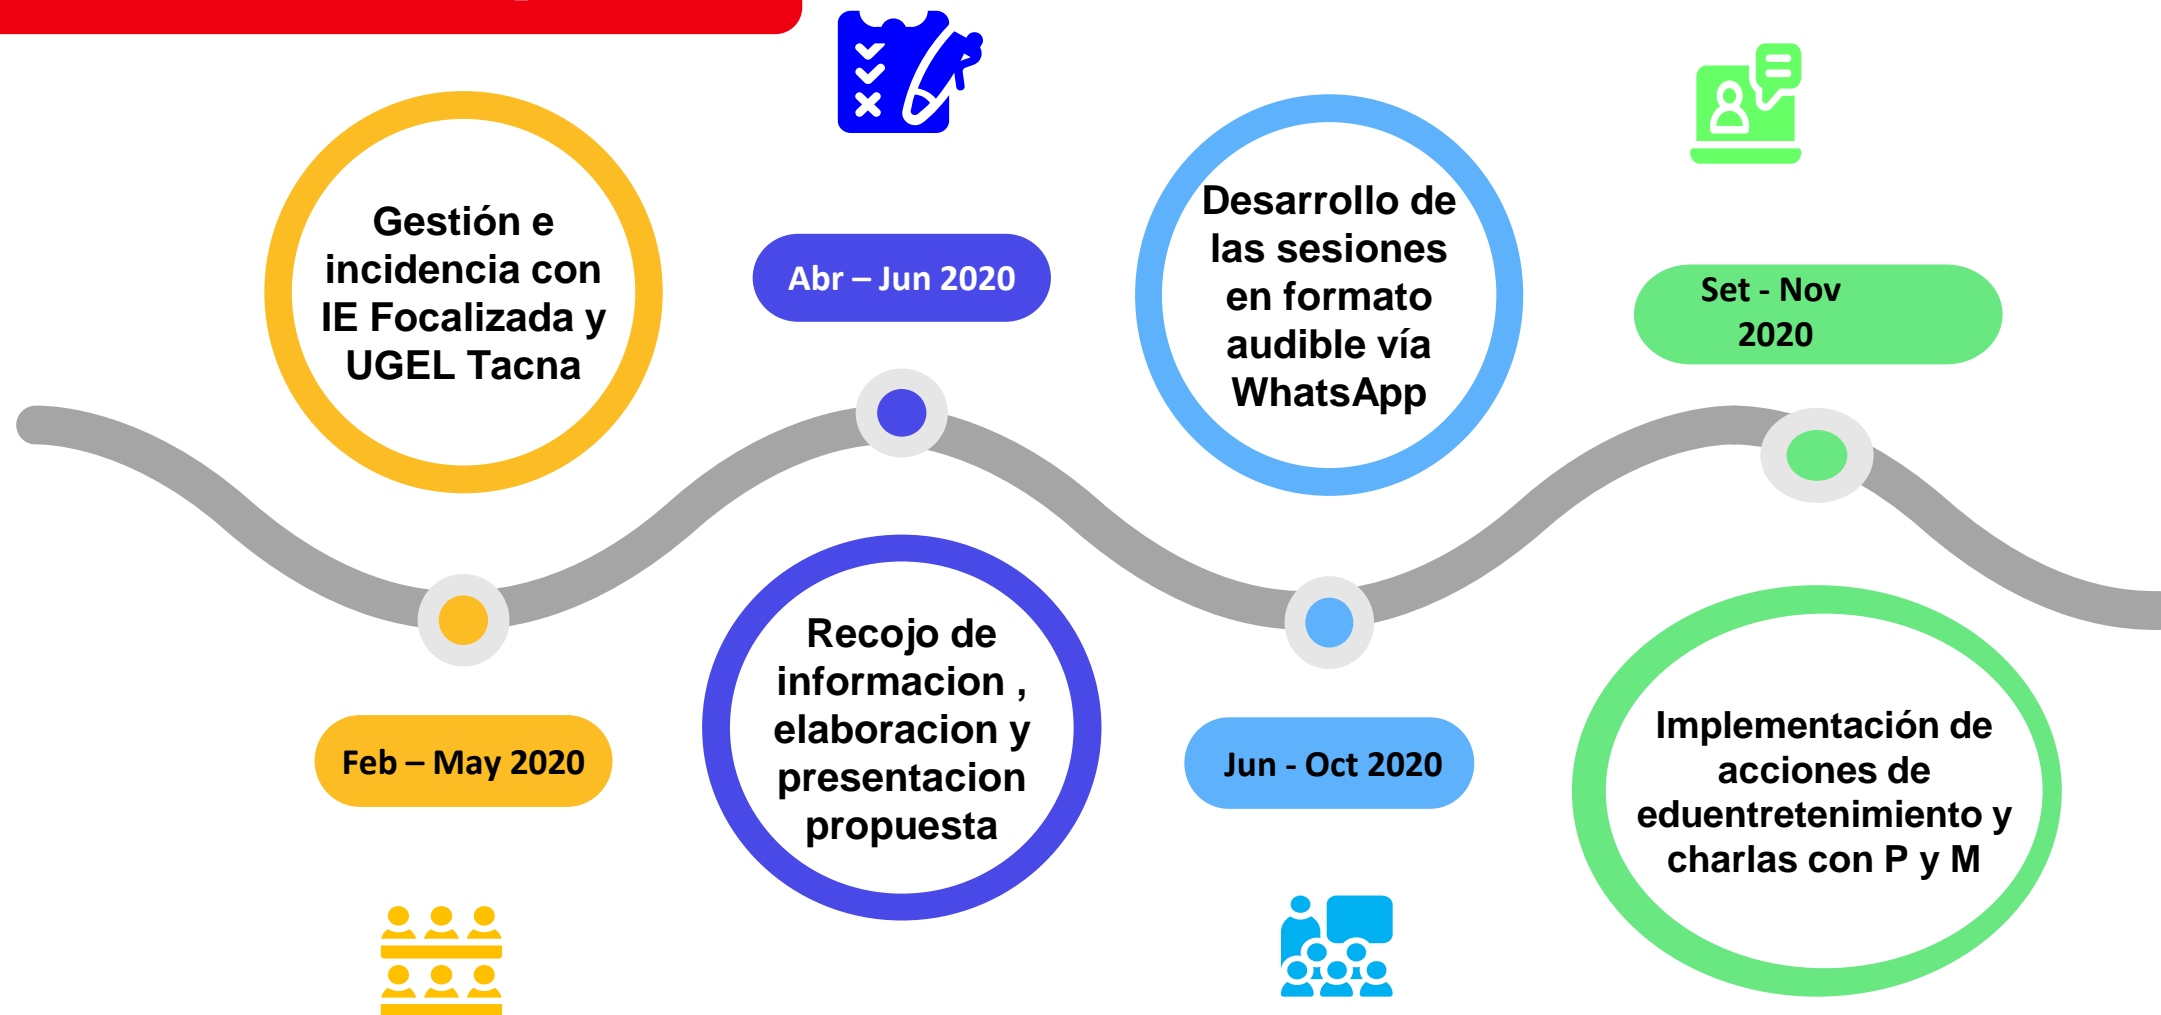 Gestión e
incidencia con
IE Focalizada y
UGEL Tacna
Feb – May 2020
Abr – Jun 2020
Recojo de
informacion ,
elaboracion y
presentacion
propuesta
Desarrollo de
las sesiones
en formato
audible vía
WhatsApp
Jun - Oct 2020
Set - Nov
2020
Implementación de
acciones de
eduentretenimiento y
charlas con P y M